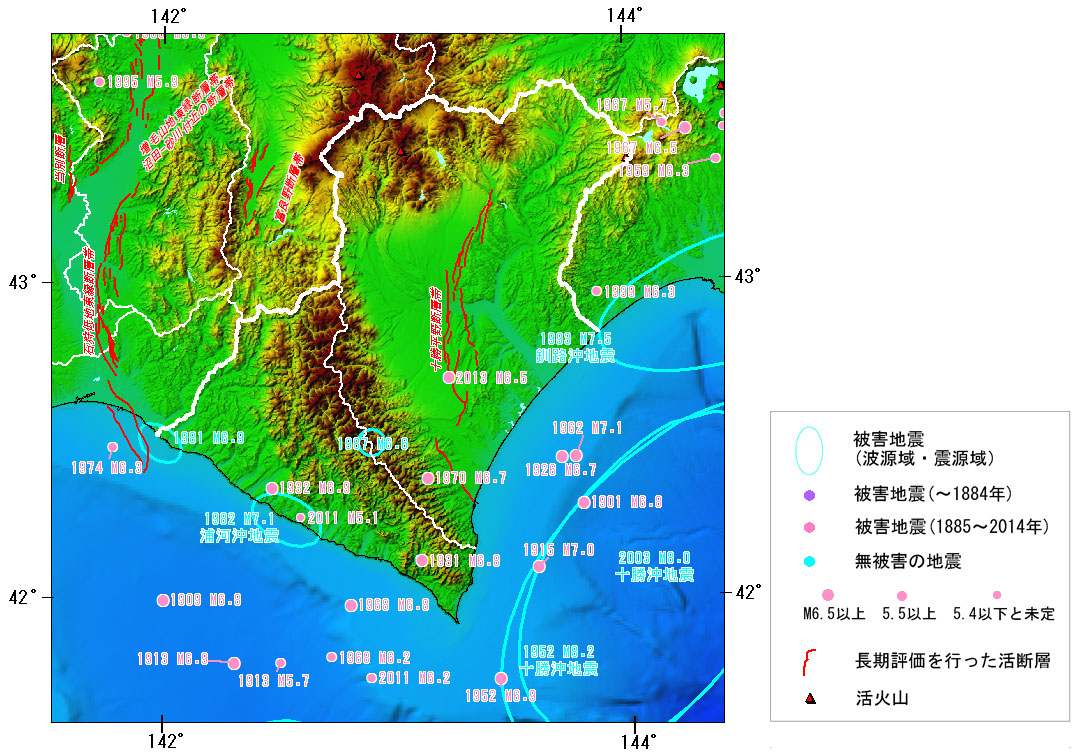 142°
144°
1995 M5.9
増毛山地東縁断層帯
沼田-砂川付近の断層帯
当別断層
富良野断層帯
1987 M5.7
1967 M6.5
1959 M6.3
石狩低地東縁断層帯
十勝平野断層帯
43°
43°
1999 M6.3
1993 M7.5
釧路沖地震
2013 M6.5
1981 M6.9
1987 M6.6
1974 M6.3
1982 M7.1
1926 M6.7
1970 M6.7
1932 M6.9
1901 M6.8
1982 M7.1
浦河沖地震
2011 M5.1
1915 M7.0
1931 M6.8
2003 M8.0
十勝沖地震
42°
42°
1909 M6.8
1968 M6.8
1913 M6.9
1913 M5.7
1968 M6.2
2011 M6.2
1952 M8.2
十勝沖地震
1952 M6.9
142°
144°
被害地震
(波源域・震源域)
被害地震(～1884年)
被害地震(1885～2014年)
無被害の地震
M6.5以上 5.5以上 5.4以下と未定
長期評価を行った活断層
活火山